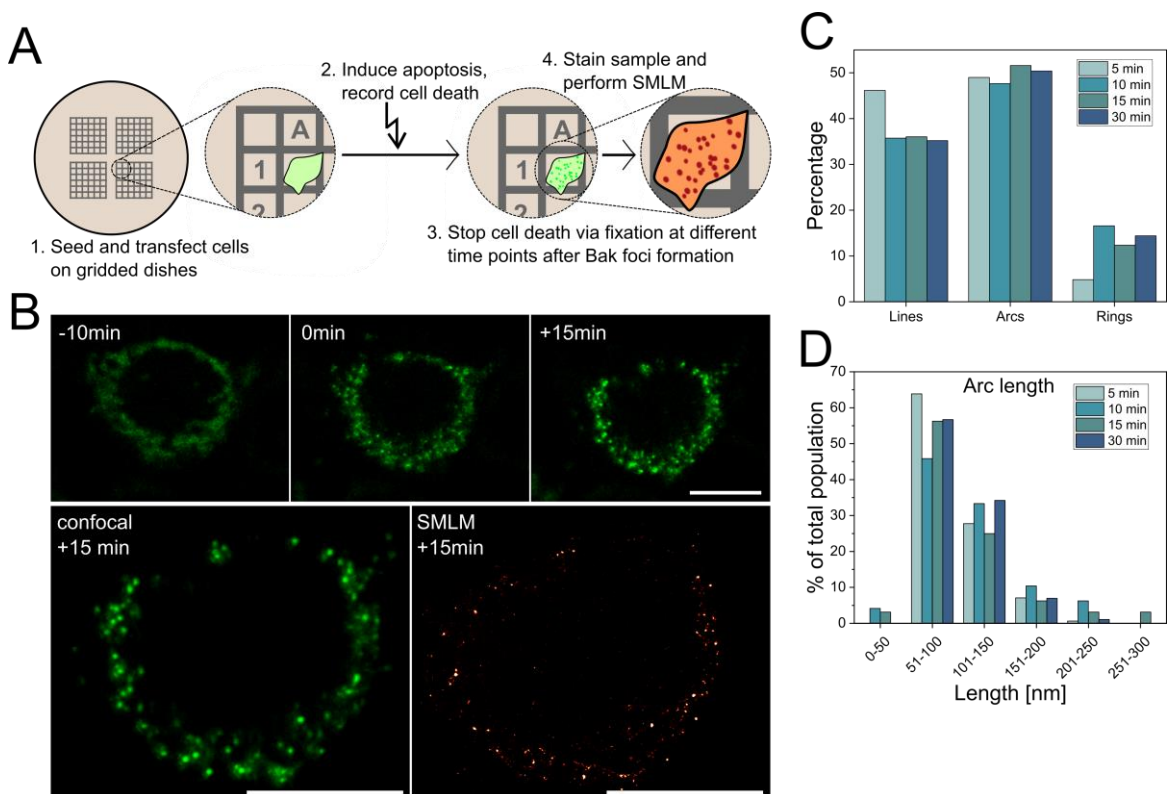 A
1. Seed and transfect cells
on gridded dishes
A
1
2
2. Induce apoptosis,
record cell death
A
1
2
3. Stop cell death via fixation at different
time points after Bak foci formation
4. Stain sample and
perform SMLM
B
-10min
0min
+15min
confocal
+15 min
SMLM
+15min
C
Percentage
50
40
30
20
10
0
Lines
Arcs
Rings
5 min
10 min
15 min
30 min
D
Arc length
% of total population
70
60
50
40
30
20
10
0
0-50
51-100
101-150
151-200
201-250
251-300
Length [nm]
5 min
10 min
15 min
30 min